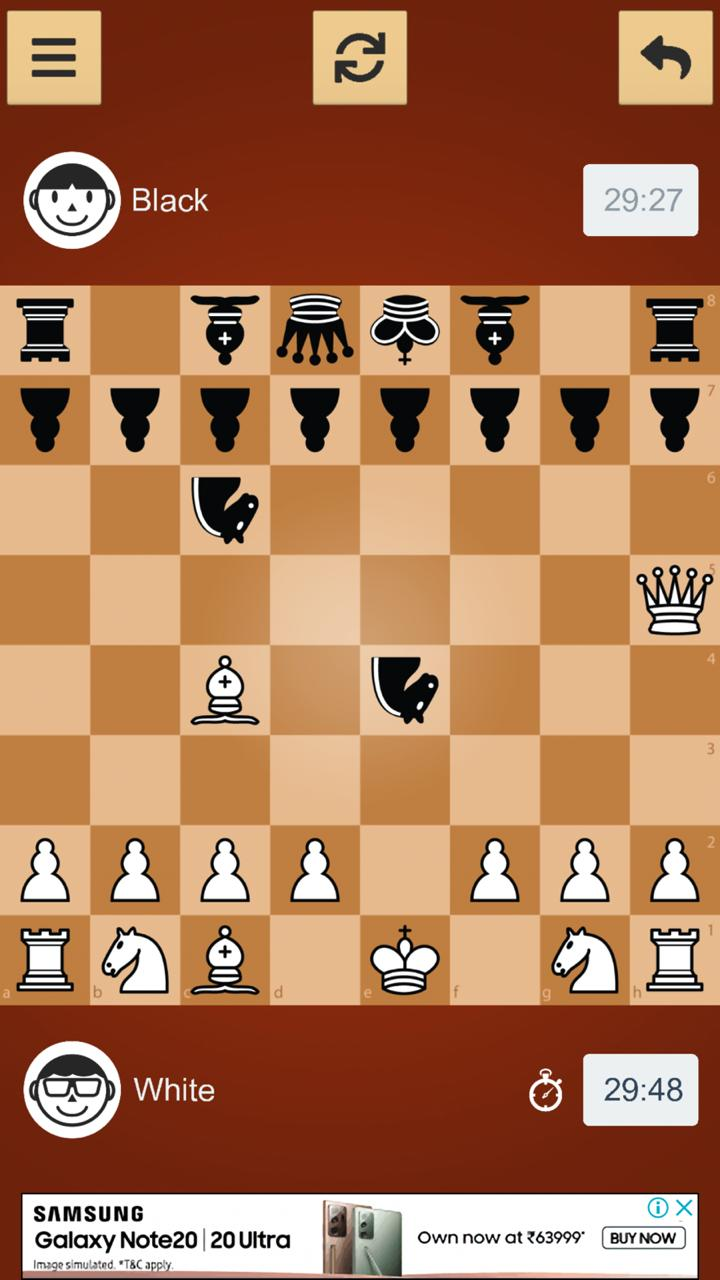 Black
29:27
8
7
6
5
4
3
2
1
a b c d e f g h
White
29:48
SAMSUNG
Galaxy Note20 | 20 Ultra
Image simulated. *T&C apply.
Own now at ₹63999*
BUY NOW